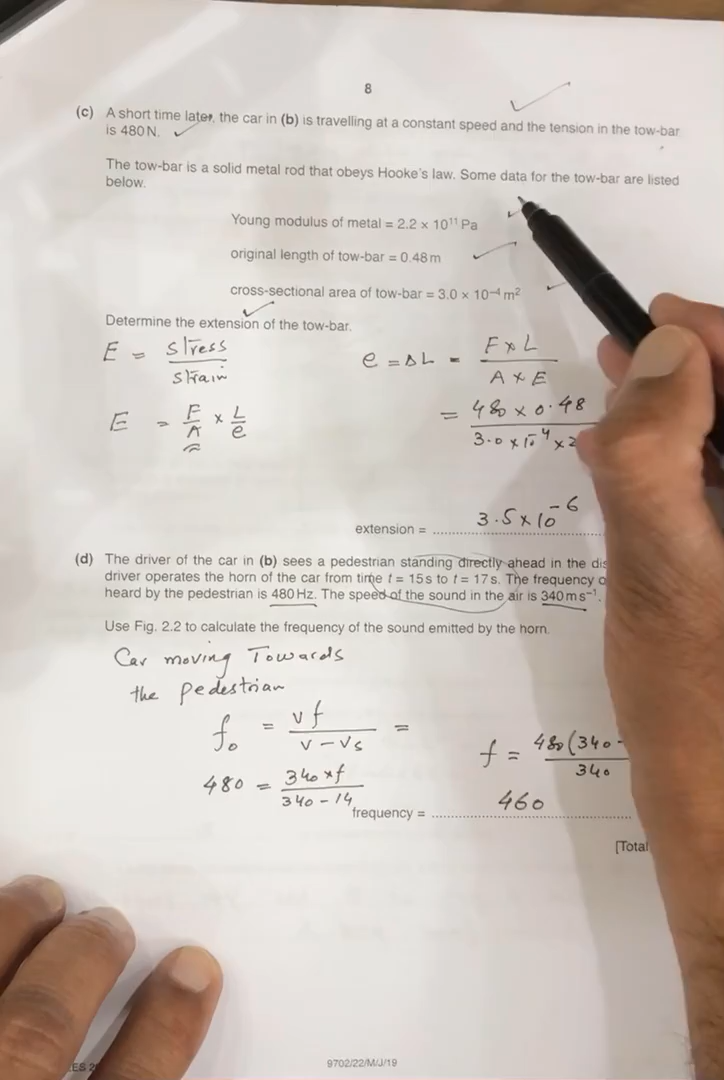 8
(c) A short time later, the car in (b) is travelling at a constant speed and the tension in the tow-bar
is 480 N.
The tow-bar is a solid metal rod that obeys Hooke's law. Some data for the tow-bar are listed
below.
Young modulus of metal = 2.2 × 10¹¹ Pa
original length of tow-bar = 0.48 m
cross-sectional area of tow-bar = 3.0 × 10⁻⁴ m²
Determine the extension of the tow-bar.
E = stress / strain
E = F/A × L/e
e = ΔL = F×L / A×E
= 480 × 0.48 / 3.0 × 10⁻⁴ × 2
extension = 3.5 × 10⁻⁶
(d) The driver of the car in (b) sees a pedestrian standing directly ahead in the dis
driver operates the horn of the car from time t = 15 s to t = 17 s. The frequency o
heard by the pedestrian is 480 Hz. The speed of the sound in the air is 340 m s⁻¹.
Use Fig. 2.2 to calculate the frequency of the sound emitted by the horn.
Car moving Towards
the pedestrian
f₀ = vf / v - vs =
480 = 340 × f / 340 - 14
f = 480(340 - / 340
frequency = 460
[Total
ES 2
9702/22/M/J/19